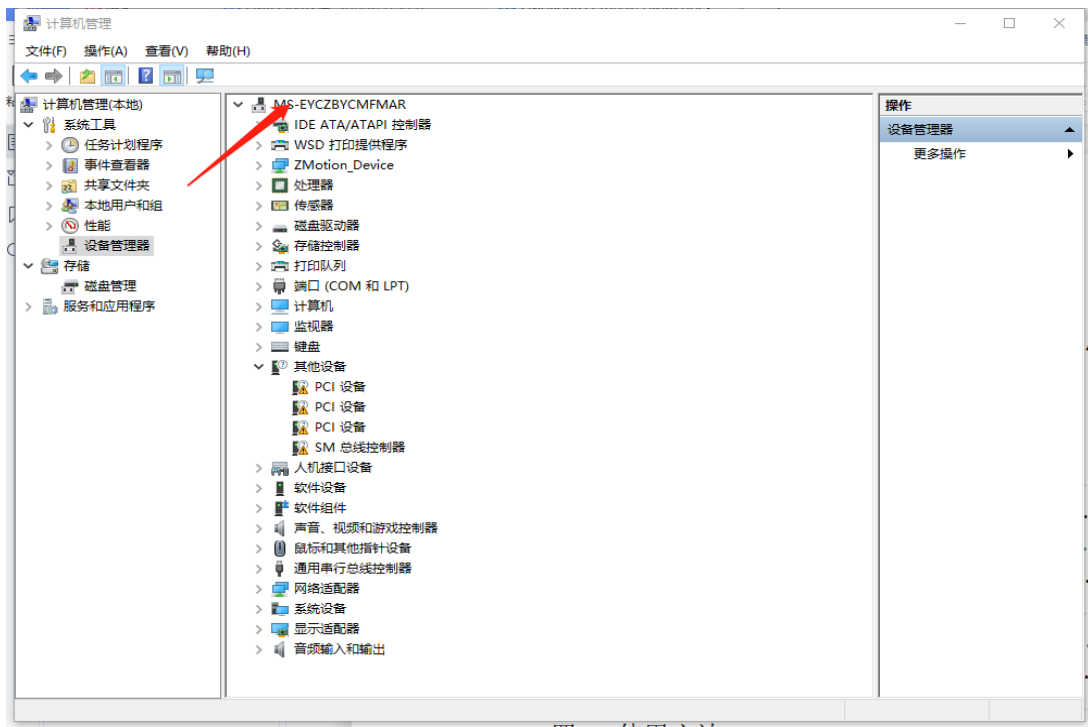 计算机管理
文件(F) 操作(A) 查看(V) 帮助(H)
计算机管理(本地)
系统工具
任务计划程序
事件查看器
共享文件夹
本地用户和组
性能
设备管理器
存储
磁盘管理
服务和应用程序
MS-EYCZBYCMFMAR
IDE ATA/ATAPI 控制器
WSD 打印提供程序
ZMotion_Device
处理器
传感器
磁盘驱动器
存储控制器
打印队列
端口 (COM 和 LPT)
计算机
监视器
键盘
其他设备
PCI 设备
PCI 设备
PCI 设备
SM 总线控制器
人机接口设备
软件设备
软件组件
声音、视频和游戏控制器
鼠标和其他指针设备
通用串行总线控制器
网络适配器
系统设备
显示适配器
音频输入和输出
操作
设备管理器
更多操作